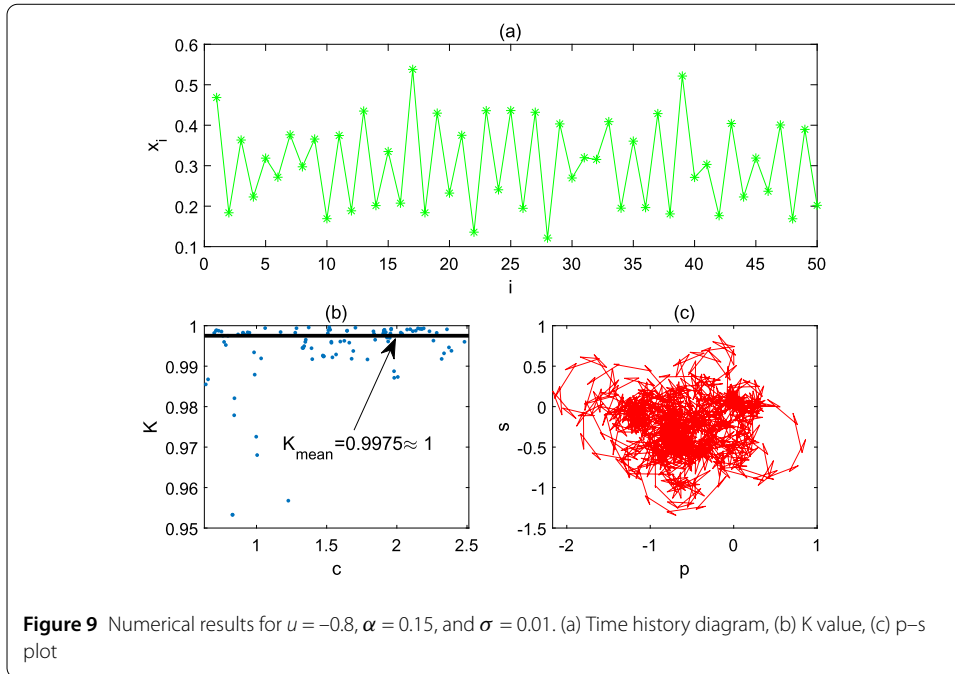 (a)
0.6
0.5
0.4
0.3
0.2
0.1
x_i
0 5 10 15 20 25 30 35 40 45 50
i
(b)
1
0.99
0.98
0.97
0.96
0.95
K
K_mean=0.9975≈ 1
1 1.5 2 2.5
c
(c)
1
0.5
0
-0.5
-1
-1.5
s
-2 -1 0 1
p
Figure 9 Numerical results for u = –0.8, α = 0.15, and σ = 0.01. (a) Time history diagram, (b) K value, (c) p–s
plot